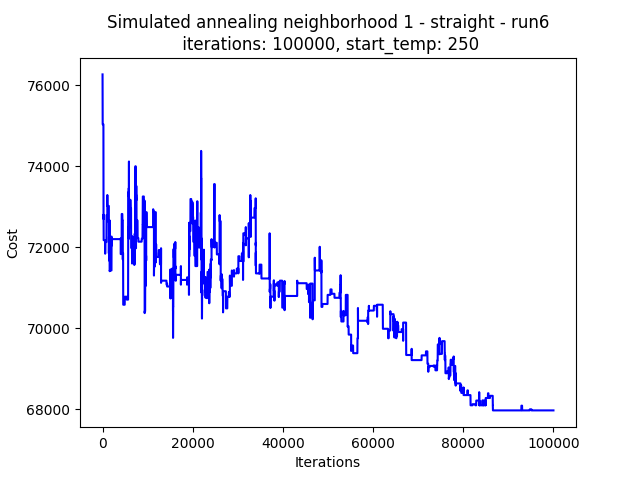 Simulated annealing neighborhood 1 - straight - run6
iterations: 100000, start_temp: 250
76000
74000
72000
70000
68000
Cost
0 20000 40000 60000 80000 100000
Iterations